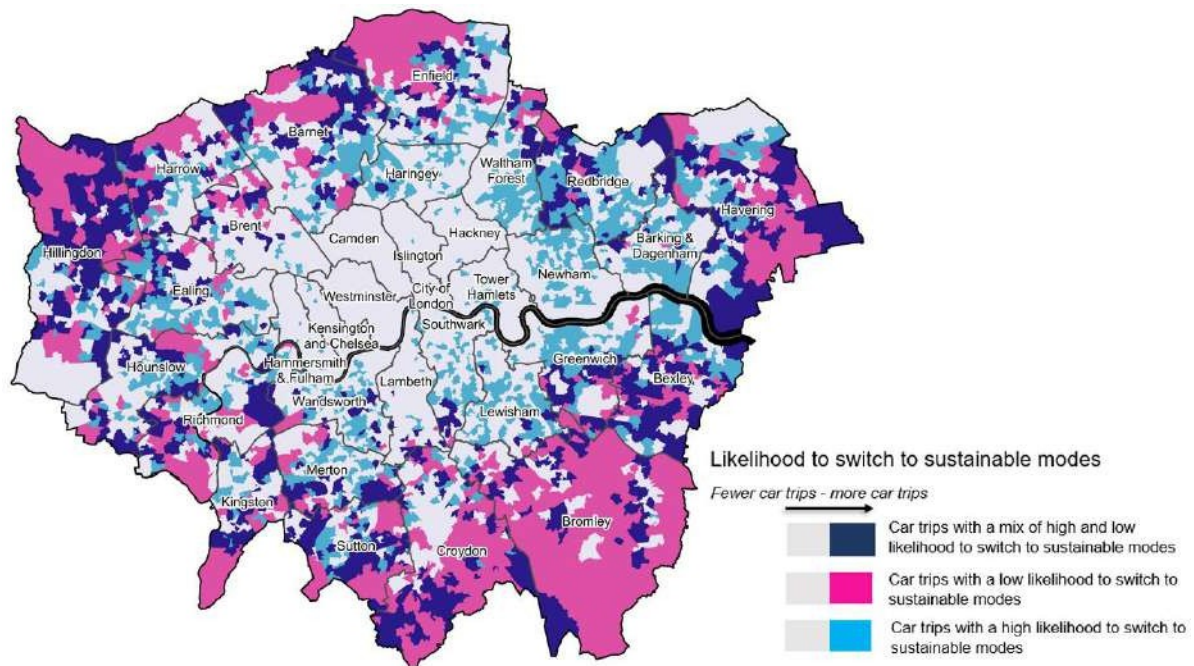 Enfield
Barnet
Harrow
Haringey
Waltham
Forest
Redbridge
Havering
Brent
Camden
Hackney
Islington
Barking &
Dagenham
Hillingdon
Ealing
Westminster
City of
London
Tower
Hamlets
Newham
Kensington
and Chelsea
Southwark
Hounslow
Hammersmith
& Fulham
Greenwich
Bexley
Lambeth
Wandsworth
Lewisham
Richmond
Merton
Kingston
Sutton
Croydon
Bromley
Likelihood to switch to sustainable modes
Fewer car trips - more car trips
Car trips with a mix of high and low
likelihood to switch to sustainable modes
Car trips with a low likelihood to switch to
sustainable modes
Car trips with a high likelihood to switch to
sustainable modes